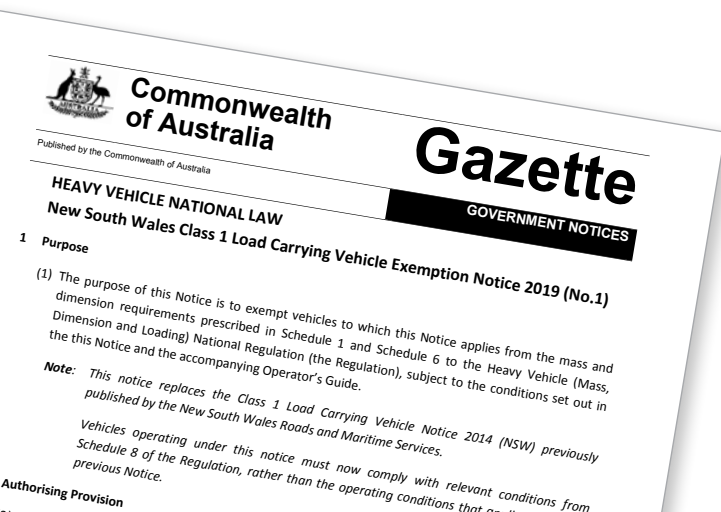 Commonwealth
of Australia
Gazette
Published by the Commonwealth of Australia
GOVERNMENT NOTICES
HEAVY VEHICLE NATIONAL LAW
New South Wales Class 1 Load Carrying Vehicle Exemption Notice 2019 (No.1)
1 Purpose
(1) The purpose of this Notice is to exempt vehicles to which this Notice applies from the mass and
dimension requirements prescribed in Schedule 1 and Schedule 6 to the Heavy Vehicle (Mass,
Dimension and Loading) National Regulation (the Regulation), subject to the conditions set out in
the this Notice and the accompanying Operator's Guide.
Note: This notice replaces the Class 1 Load Carrying Vehicle Notice 2014 (NSW) previously
published by the New South Wales Roads and Maritime Services.
Vehicles operating under this notice must now comply with relevant conditions from
Schedule 8 of the Regulation, rather than the operating conditions that
previous Notice.
Authorising Provision